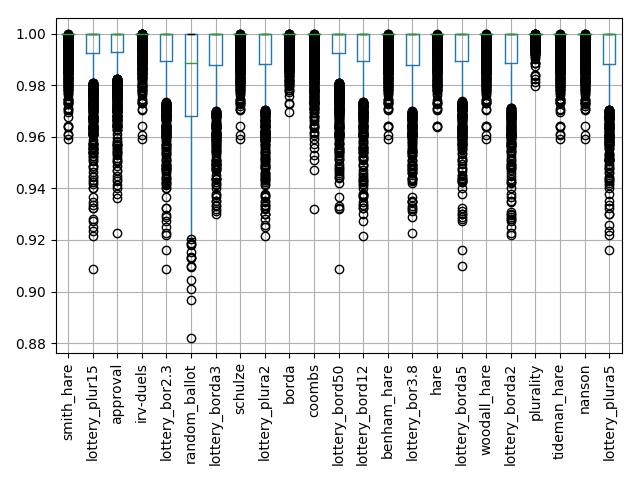 1.00
0.98
0.96
0.94
0.92
0.90
0.88
smith_hare
lottery_plur15
approval
irv-duels
lottery_bor2.3
random_ballot
lottery_borda3
schulze
lottery_plura2
borda
coombs
lottery_bord50
lottery_bord12
benham_hare
lottery_bor3.8
hare
lottery_borda5
woodall_hare
lottery_borda2
plurality
tideman_hare
nanson
lottery_plura5